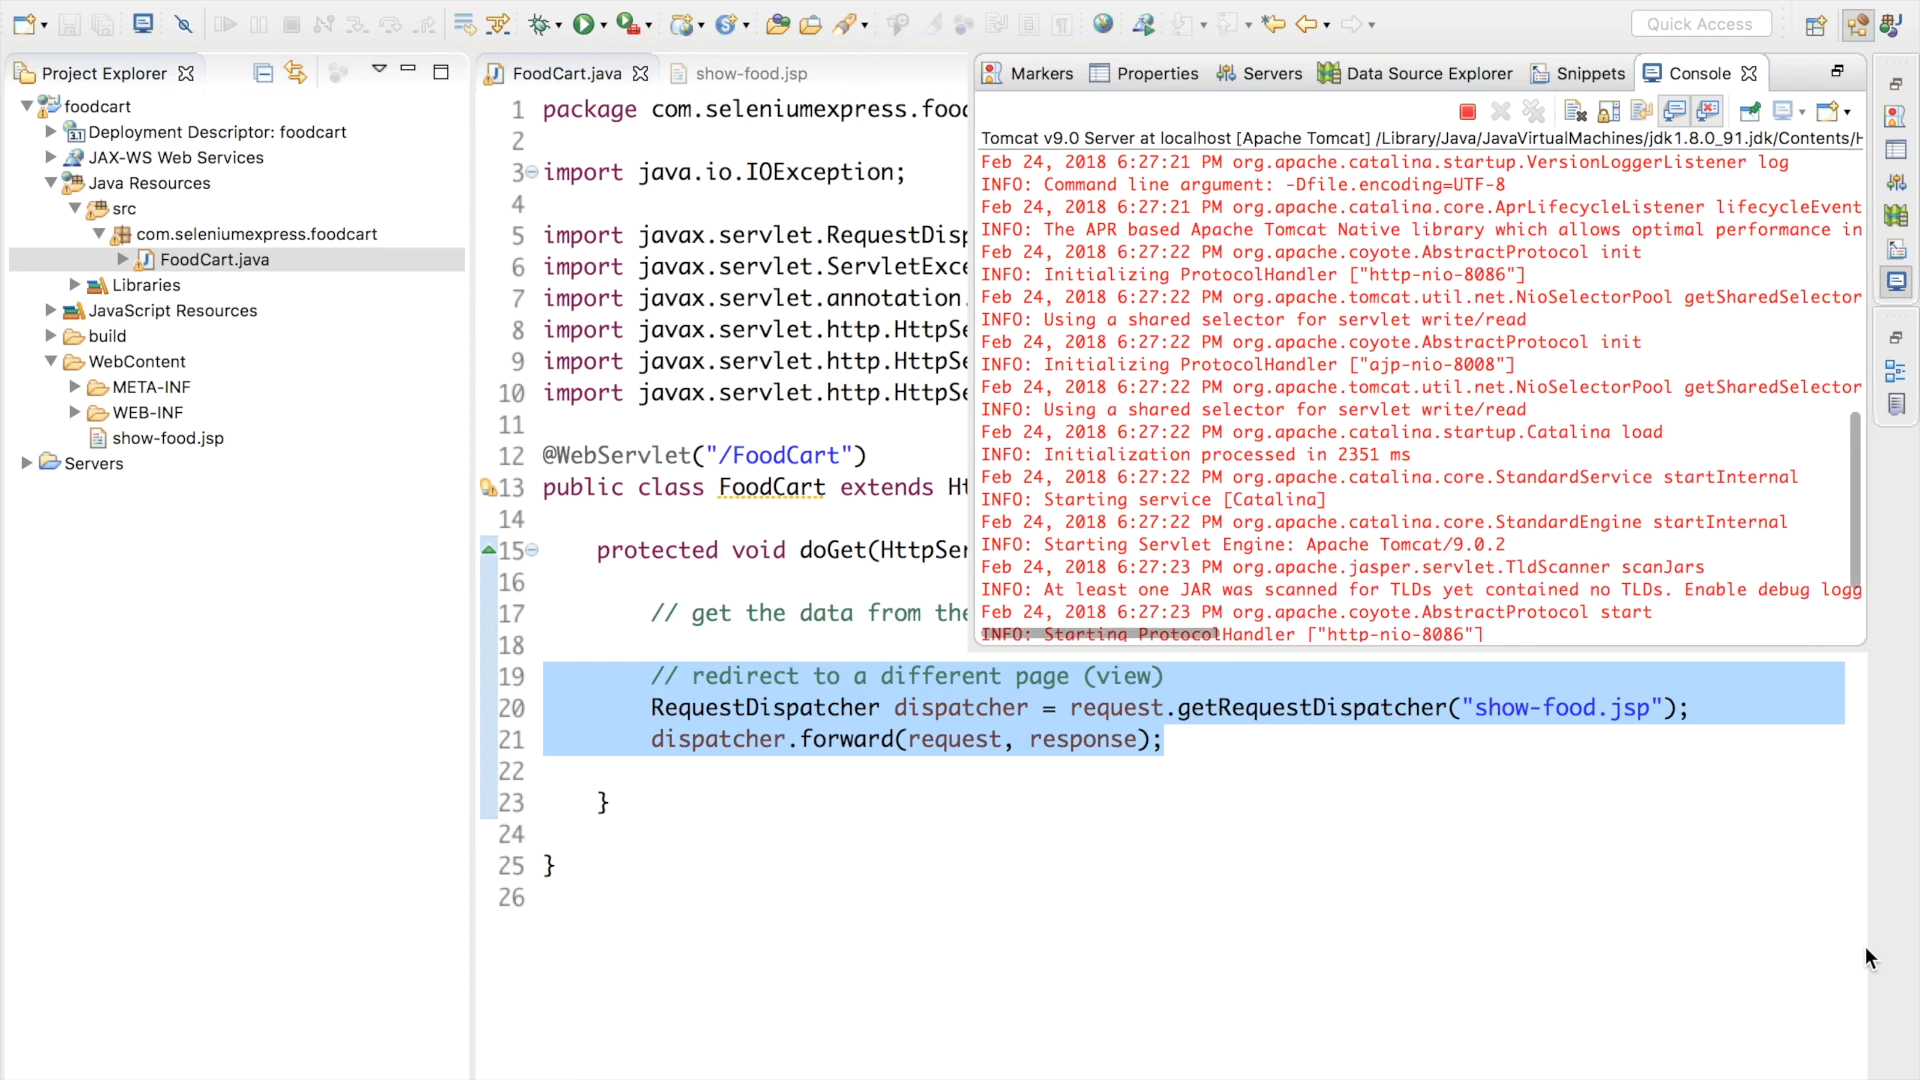 Quick Access
Project Explorer
foodcart
Deployment Descriptor: foodcart
3.1
JAX-WS Web Services
Java Resources
src
com.seleniumexpress.foodcart
FoodCart.java
Libraries
JavaScript Resources
build
WebContent
META-INF
WEB-INF
show-food.jsp
Servers
FoodCart.java
show-food.jsp
1 package com.seleniumexpress.food
2
3 import java.io.IOException;
4
5 import javax.servlet.RequestDisp
6 import javax.servlet.ServletExce
7 import javax.servlet.annotation.
8 import javax.servlet.http.HttpSe
9 import javax.servlet.http.HttpSe
10 import javax.servlet.http.HttpSe
11
12 @WebServlet("/FoodCart")
13 public class FoodCart extends Ht
14
15 protected void doGet(HttpSer
16
17 // get the data from the
18
19 // redirect to a different page (view)
20 RequestDispatcher dispatcher = request.getRequestDispatcher("show-food.jsp");
21 dispatcher.forward(request, response);
22
23 }
24
25 }
26
Markers
Properties
Servers
Data Source Explorer
Snippets
Console
Tomcat v9.0 Server at localhost [Apache Tomcat] /Library/Java/JavaVirtualMachines/jdk1.8.0_91.jdk/Contents/H
Feb 24, 2018 6:27:21 PM org.apache.catalina.startup.VersionLoggerListener log
INFO: Command line argument: -Dfile.encoding=UTF-8
Feb 24, 2018 6:27:21 PM org.apache.catalina.core.AprLifecycleListener lifecycleEvent
INFO: The APR based Apache Tomcat Native library which allows optimal performance in
Feb 24, 2018 6:27:22 PM org.apache.coyote.AbstractProtocol init
INFO: Initializing ProtocolHandler ["http-nio-8086"]
Feb 24, 2018 6:27:22 PM org.apache.tomcat.util.net.NioSelectorPool getSharedSelector
INFO: Using a shared selector for servlet write/read
Feb 24, 2018 6:27:22 PM org.apache.coyote.AbstractProtocol init
INFO: Initializing ProtocolHandler ["ajp-nio-8008"]
Feb 24, 2018 6:27:22 PM org.apache.tomcat.util.net.NioSelectorPool getSharedSelector
INFO: Using a shared selector for servlet write/read
Feb 24, 2018 6:27:22 PM org.apache.catalina.startup.Catalina load
INFO: Initialization processed in 2351 ms
Feb 24, 2018 6:27:22 PM org.apache.catalina.core.StandardService startInternal
INFO: Starting service [Catalina]
Feb 24, 2018 6:27:22 PM org.apache.catalina.core.StandardEngine startInternal
INFO: Starting Servlet Engine: Apache Tomcat/9.0.2
Feb 24, 2018 6:27:23 PM org.apache.jasper.servlet.TldScanner scanJars
INFO: At least one JAR was scanned for TLDs yet contained no TLDs. Enable debug logg
Feb 24, 2018 6:27:23 PM org.apache.coyote.AbstractProtocol start
INFO: Starting ProtocolHandler ["http-nio-8086"]